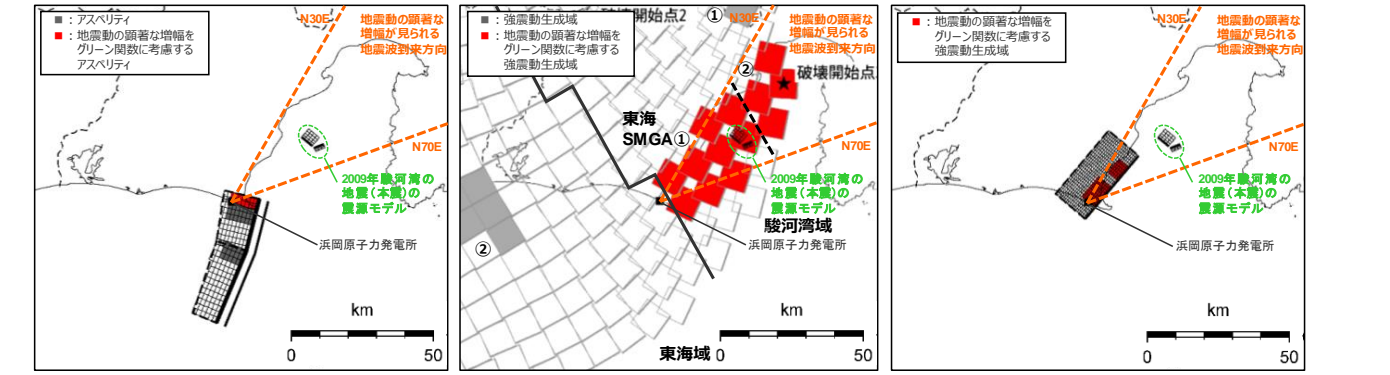 ■ ：アスペリティ
■ ：地震動の顕著な増幅を
グリーン関数に考慮する
アスペリティ
N30E
地震動の顕著な
増幅が見られる
地震波到来方向
N70E
2009年駿河湾の
地震（本震）の
震源モデル
浜岡原子力発電所
km
0 50
■ ：強震動生成域
■ ：地震動の顕著な増幅を
グリーン関数に考慮する
強震動生成域
破壊開始点2
①
N30E
地震動の顕著な
増幅が見られる
地震波到来方向
②
破壊開始点
東海
SMGA①
N70E
2009年駿河湾の
地震（本震）の
震源モデル
駿河湾域
浜岡原子力発電所
②
km
東海域
0 50
■ ：地震動の顕著な増幅を
グリーン関数に考慮する
強震動生成域
N30E
地震動の顕著な
増幅が見られる
地震波到来方向
N70E
2009年駿河湾の
地震（本震）の
震源モデル
浜岡原子力発電所
km
0 50